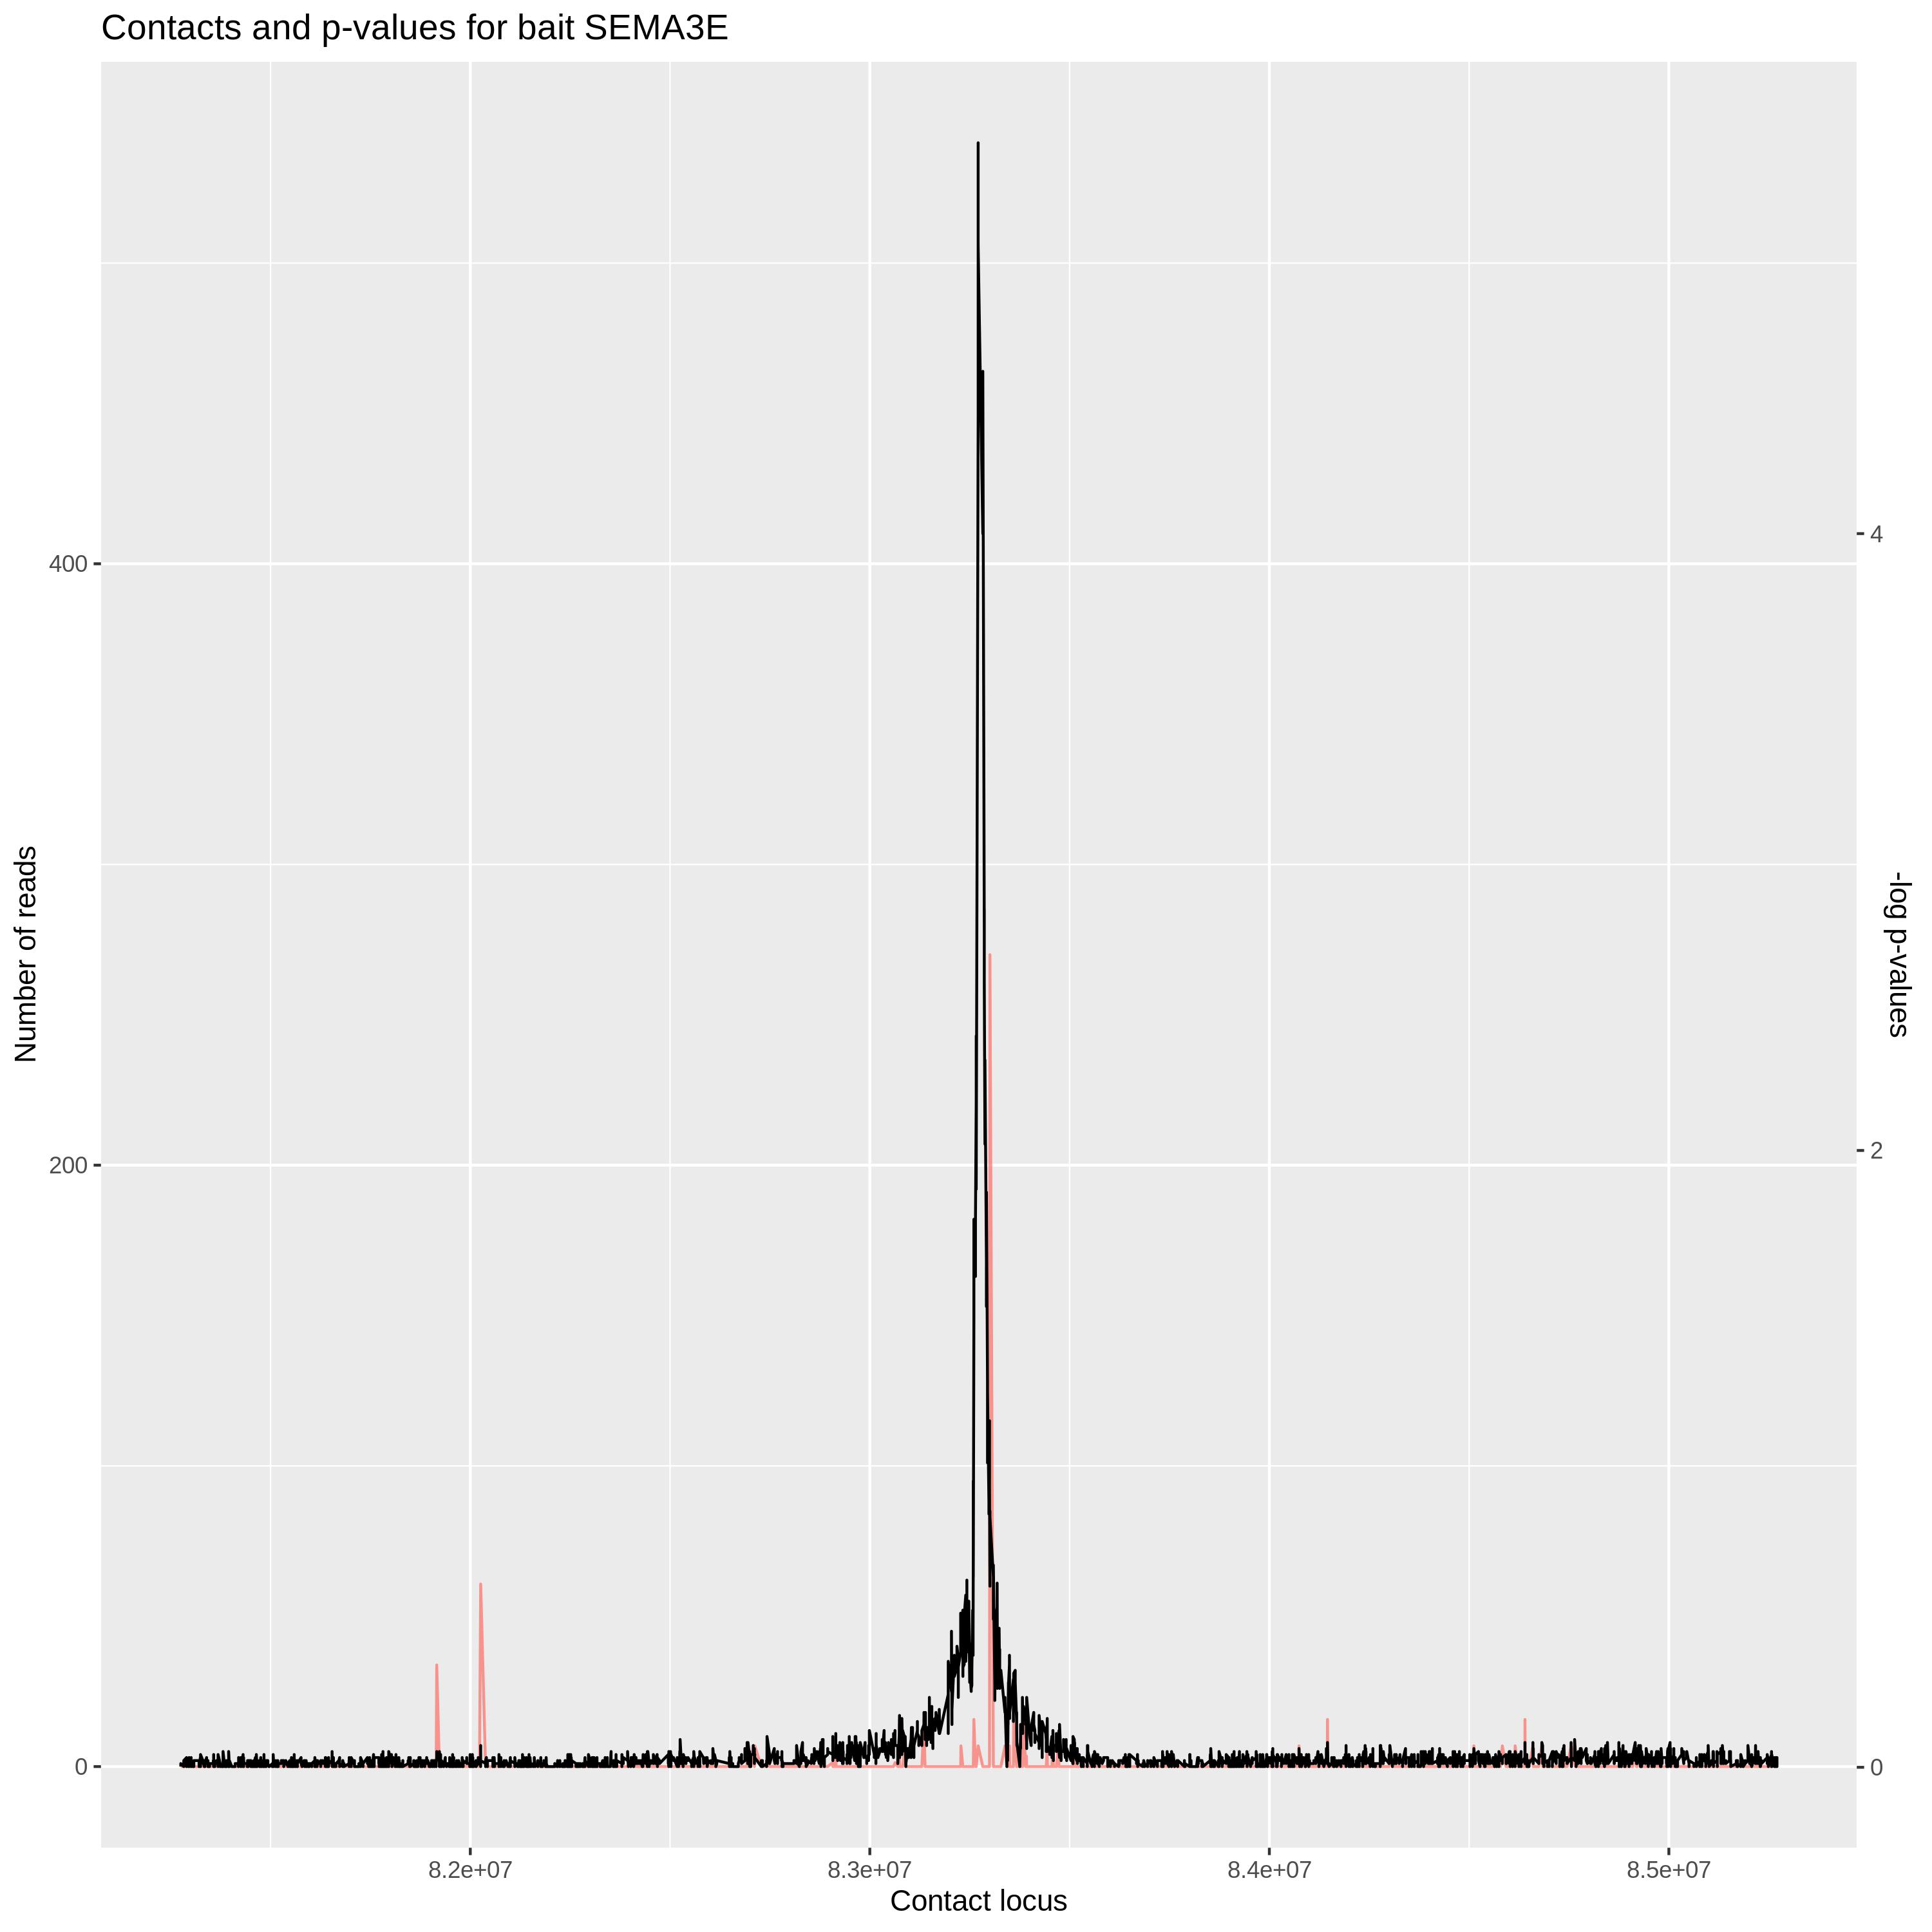 Contacts and p-values for bait SEMA3E
Number of reads
400
200
0
4
2
0
-log p-values
8.2e+07
8.3e+07
8.4e+07
8.5e+07
Contact locus